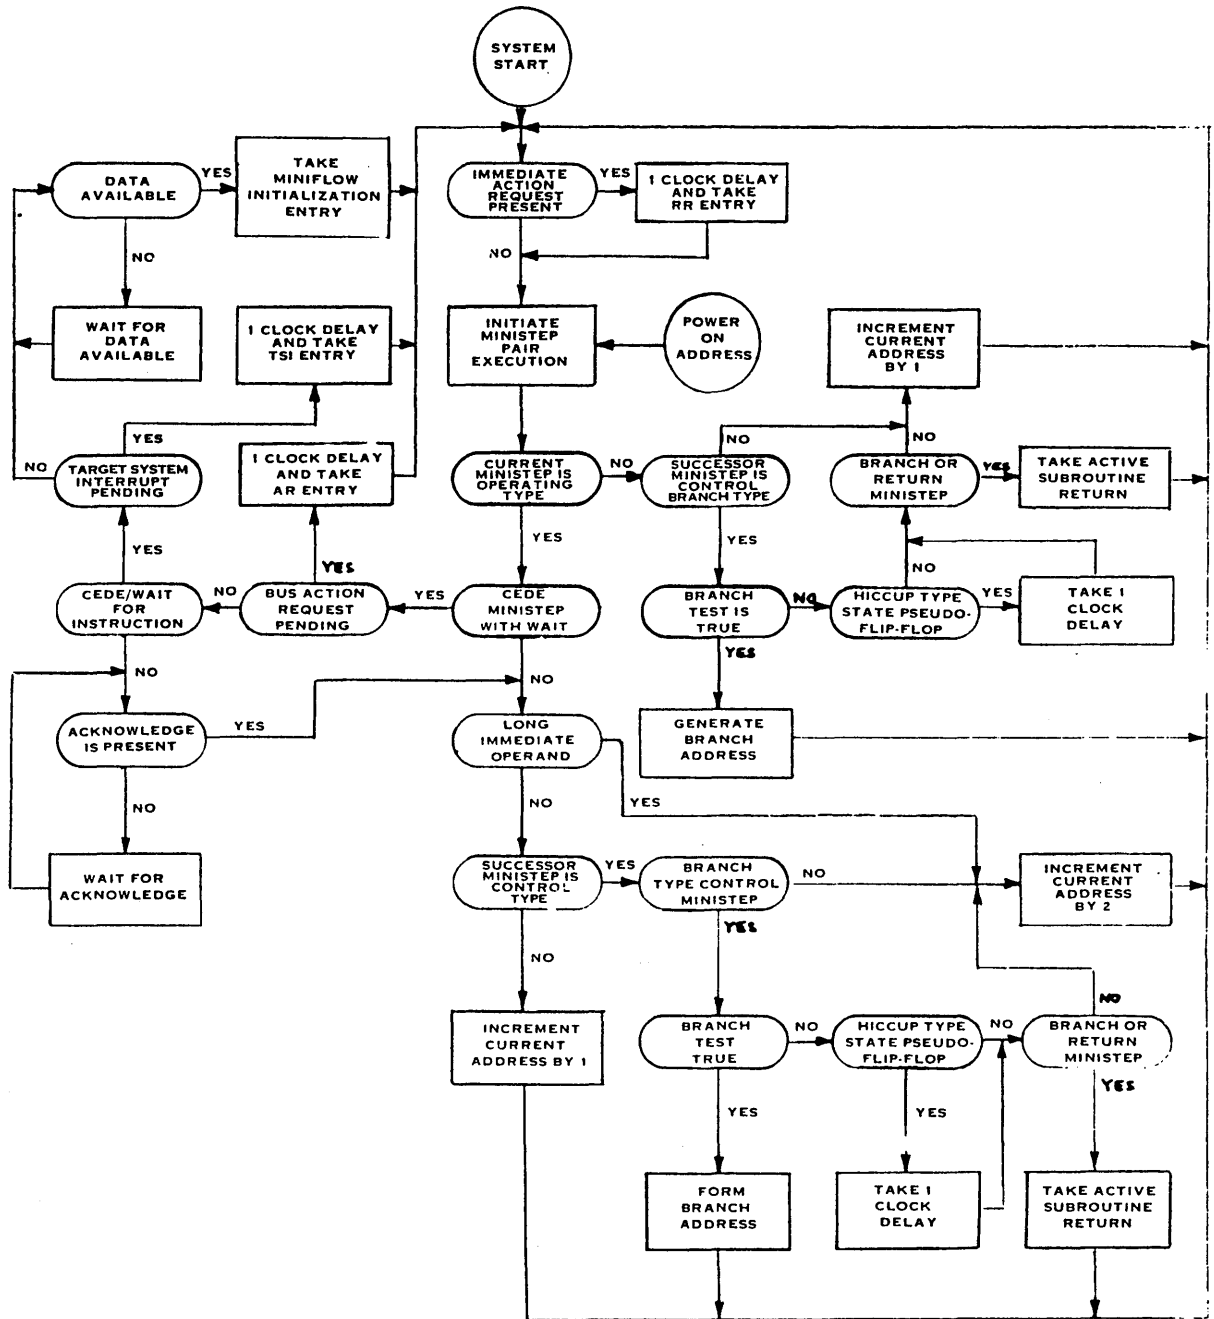 SYSTEM
START
DATA
AVAILABLE
YES
TAKE
MINIFLOW
INITIALIZATION
ENTRY
IMMEDIATE
ACTION
REQUEST
PRESENT
YES
1 CLOCK DELAY
AND TAKE
RR ENTRY
NO
NO
WAIT FOR
DATA
AVAILABLE
1 CLOCK DELAY
AND TAKE
TSI ENTRY
INITIATE
MINISTEP
PAIR
EXECUTION
POWER
ON
ADDRESS
INCREMENT
CURRENT
ADDRESS
BY 1
YES
NO
NO
NO
TARGET SYSTEM
INTERRUPT
PENDING
1 CLOCK DELAY
AND TAKE
AR ENTRY
CURRENT
MINISTEP IS
OPERATING
TYPE
NO
SUCCESSOR
MINISTEP IS
CONTROL
BRANCH TYPE
BRANCH OR
RETURN
MINISTEP
YES
TAKE ACTIVE
SUBROUTINE
RETURN
YES
YES
YES
YES
NO
CEDE/WAIT
FOR
INSTRUCTION
NO
BUS ACTION
REQUEST
PENDING
YES
CEDE
MINISTEP
WITH WAIT
BRANCH
TEST IS
TRUE
NO
HICCUP TYPE
STATE PSEUDO-
FLIP-FLOP
YES
TAKE 1
CLOCK
DELAY
NO
NO
YES
ACKNOWLEDGE
IS PRESENT
YES
LONG
IMMEDIATE
OPERAND
GENERATE
BRANCH
ADDRESS
NO
NO
YES
WAIT FOR
ACKNOWLEDGE
SUCCESSOR
MINISTEP IS
CONTROL
TYPE
YES
BRANCH
TYPE CONTROL
MINISTEP
NO
INCREMENT
CURRENT
ADDRESS
BY 2
YES
NO
NO
INCREMENT
CURRENT
ADDRESS BY 1
BRANCH
TEST
TRUE
NO
HICCUP TYPE
STATE PSEUDO-
FLIP-FLOP
NO
BRANCH OR
RETURN
MINISTEP
YES
YES
YES
FORM
BRANCH
ADDRESS
TAKE 1
CLOCK
DELAY
TAKE ACTIVE
SUBROUTINE
RETURN